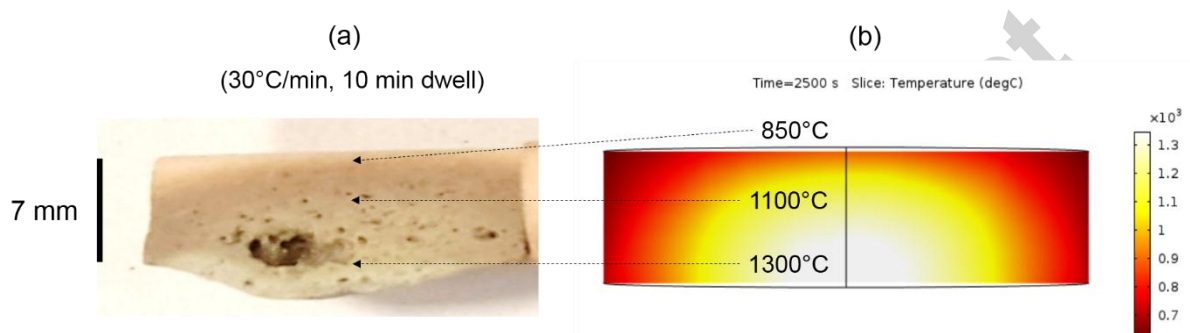 (a)
(b)
(30°C/min, 10 min dwell)
Time=2500 s Slice: Temperature (degC)
850°C
7 mm
1100°C
1300°C
×10³
1.3
1.2
1.1
1
0.9
0.8
0.7